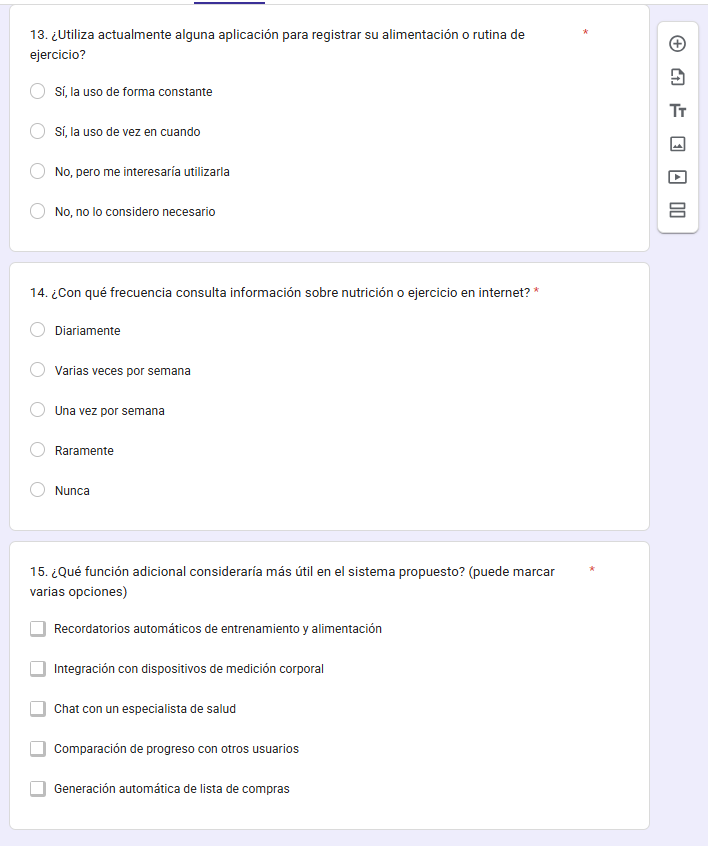 13. ¿Utiliza actualmente alguna aplicación para registrar su alimentación o rutina de *
ejercicio?
Sí, la uso de forma constante
Sí, la uso de vez en cuando
No, pero me interesaría utilizarla
No, no lo considero necesario
14. ¿Con qué frecuencia consulta información sobre nutrición o ejercicio en internet? *
Diariamente
Varias veces por semana
Una vez por semana
Raramente
Nunca
15. ¿Qué función adicional consideraría más útil en el sistema propuesto? (puede marcar *
varias opciones)
Recordatorios automáticos de entrenamiento y alimentación
Integración con dispositivos de medición corporal
Chat con un especialista de salud
Comparación de progreso con otros usuarios
Generación automática de lista de compras
Tт